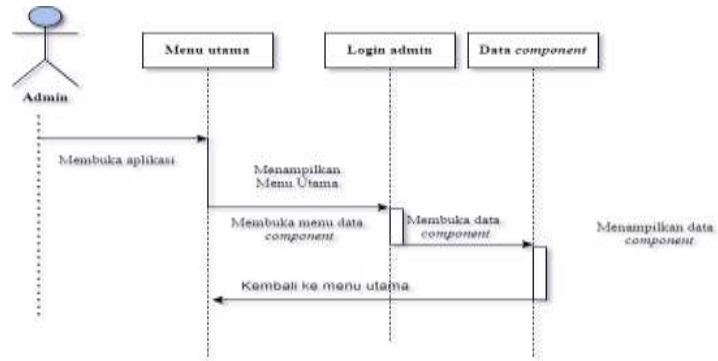 Menu utama
Login admin
Data component
Admin
Membuka aplikasi
Menampilkan
Menu Utama
Membuka menu data
component
Membuka data
component
Menampilkan data
component
Kembali ke menu utama